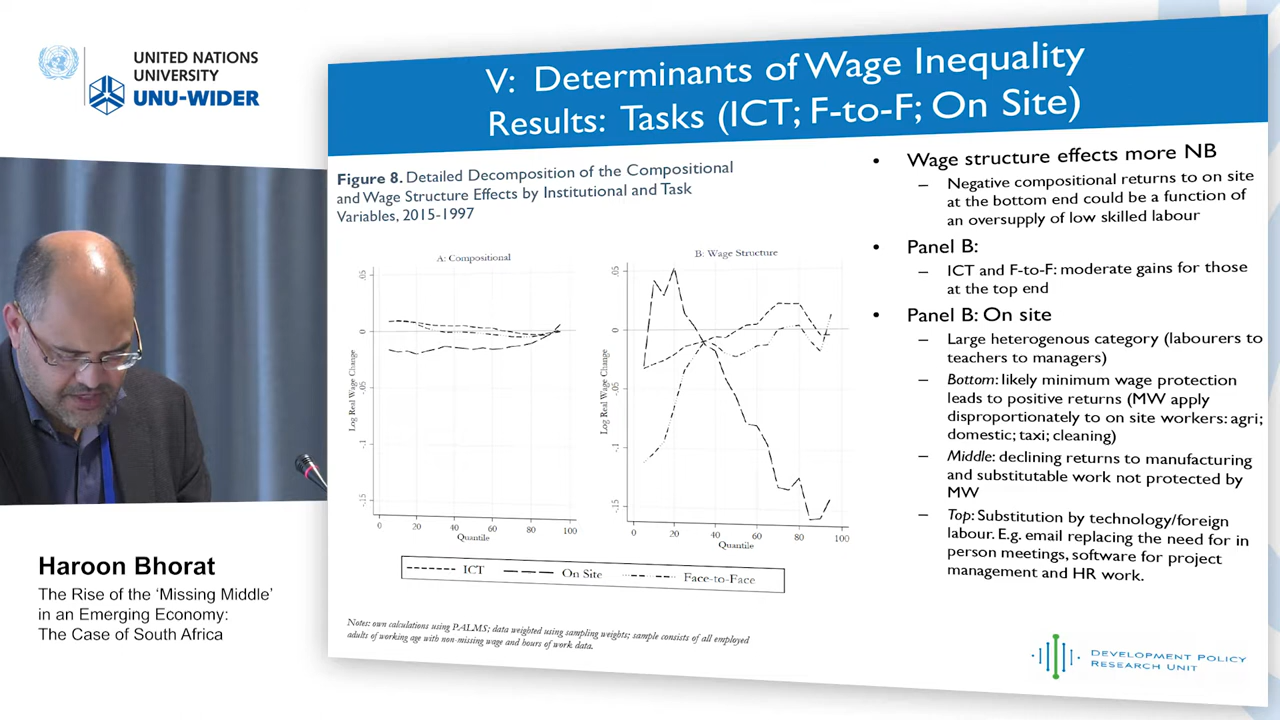 UNITED NATIONS
UNIVERSITY
UNU-WIDER
V: Determinants of Wage Inequality
Results: Tasks (ICT; F-to-F; On Site)
Figure 8. Detailed Decomposition of the Compositional
and Wage Structure Effects by Institutional and Task
Variables, 2015-1997
A: Compositional
Log Real Wage Change
.05
0
-.05
-.1
-.15
0 20 40 60 80 100
Quantile
B: Wage Structure
Log Real Wage Change
.05
0
-.05
-.1
-.15
0 20 40 60 80 100
Quantile
ICT On Site Face-to-Face
Notes: own calculations using PALMS; data weighted using sampling weights; sample consists of all employed
adults of working age with non-missing wage and hours of work data.
• Wage structure effects more NB
– Negative compositional returns to on site
at the bottom end could be a function of
an oversupply of low skilled labour
• Panel B:
– ICT and F-to-F: moderate gains for those
at the top end
• Panel B: On site
– Large heterogenous category (labourers to
teachers to managers)
– Bottom: likely minimum wage protection
leads to positive returns (MW apply
disproportionately to on site workers: agri;
domestic; taxi; cleaning)
– Middle: declining returns to manufacturing
and substitutable work not protected by
MW
– Top: Substitution by technology/foreign
labour. E.g. email replacing the need for in
person meetings, software for project
management and HR work.
DEVELOPMENT POLICY
RESEARCH UNIT
Haroon Bhorat
The Rise of the ‘Missing Middle’
in an Emerging Economy:
The Case of South Africa